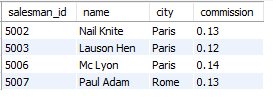 salesman_id name city commission
5002 Nail Knite Paris 0.13
5003 Lauson Hen Paris 0.12
5006 Mc Lyon Paris 0.14
5007 Paul Adam Rome 0.13